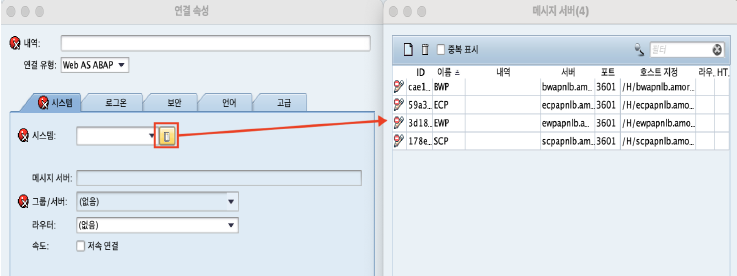 연결 속성
내역:
연결 유형: Web AS ABAP
시스템 로그온 보안 언어 고급
시스템:
메시지 서버:
그룹/서버: (없음)
라우터: (없음)
속도: 저속 연결
메시지 서버(4)
중복 표시 필터
ID 이름 내역 서버 포트 호스트 지정 라우. HT.
cae1.. BWP bwapnlb.am... 3601 /H/bwapnlb.amor...
59a3.. ECP ecpapnlb.am... 3601 /H/ecpapnlb.amo...
3d18.. EWP ewpapnlb.a... 3601 /H/ewpapnlb.amo...
178e.. SCP scpapnlb.am... 3601 /H/scpapnlb.amo...